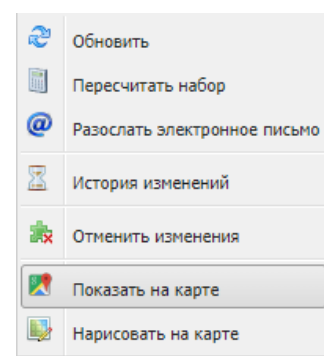 Обновить
Пересчитать набор
Разослать электронное письмо
История изменений
Отменить изменения
Показать на карте
Нарисовать на карте